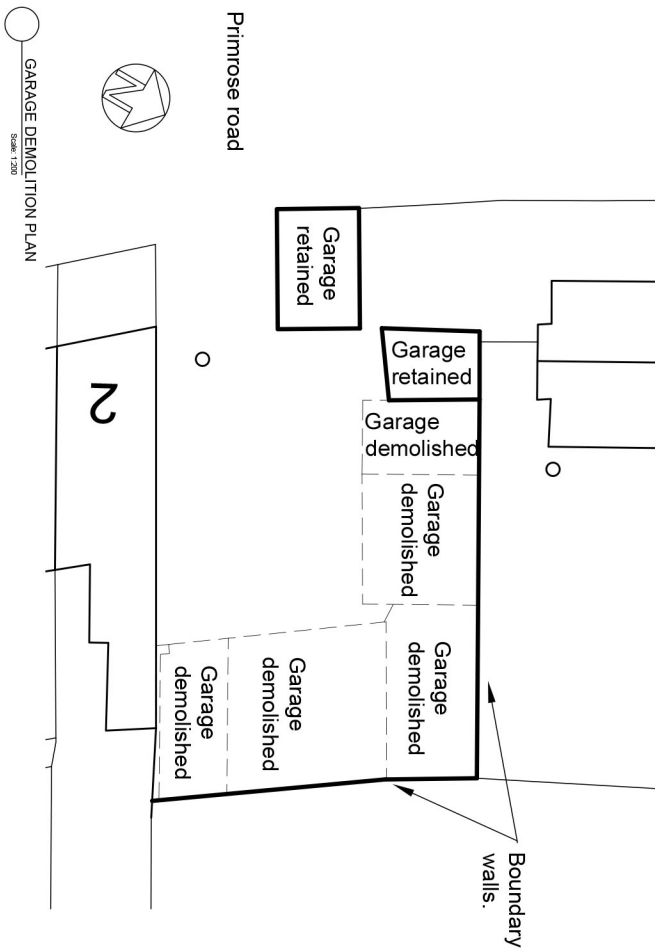 Primrose road
N
GARAGE DEMOLITION PLAN
Scale: 1:200
Garage
retained
Garage
retained
Garage
demolished
Garage
demolished
Garage
demolished
Garage
demolished
Garage
demolished
2
Boundary
walls.